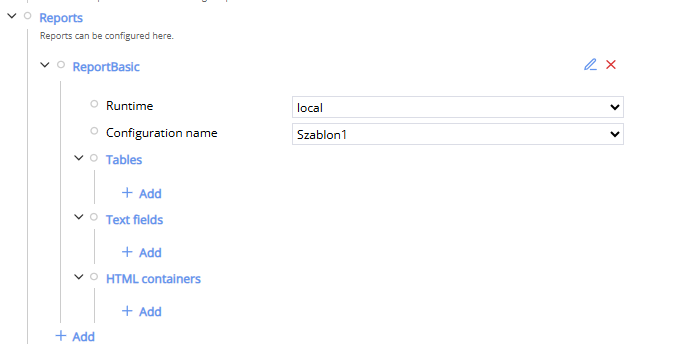 Reports
Reports can be configured here.
ReportBasic
Runtime
local
Configuration name
Szablon1
Tables
+ Add
Text fields
+ Add
HTML containers
+ Add
+ Add